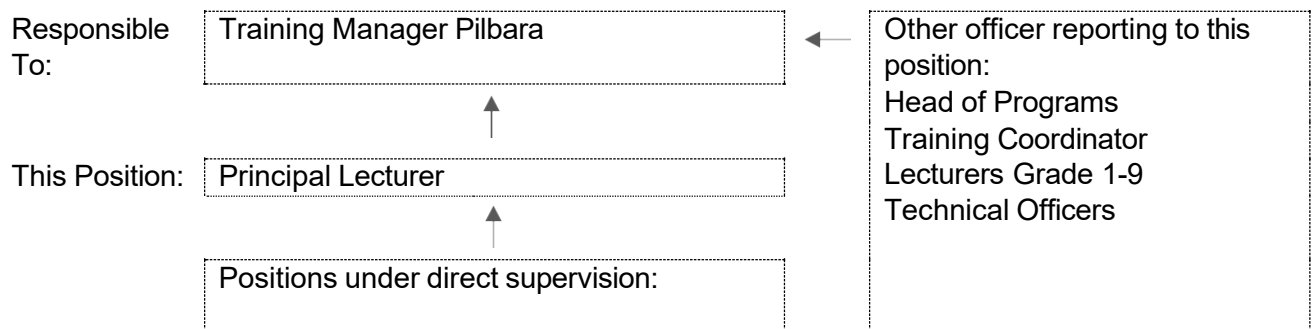 Responsible To:
Training Manager Pilbara
Other officer reporting to this
position:
Head of Programs
Training Coordinator
Lecturers Grade 1-9
Technical Officers
This Position:
Principal Lecturer
Positions under direct supervision: